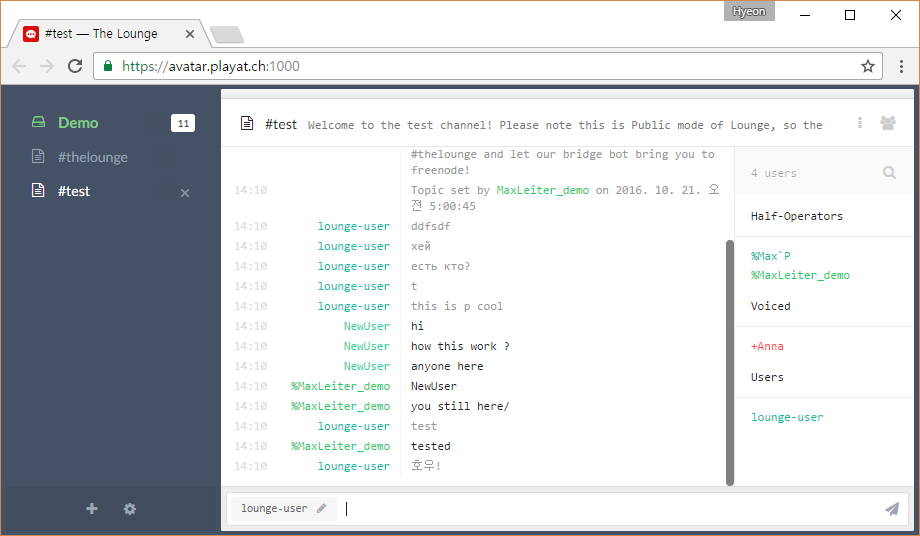 Hyeon
#test — The Lounge
https://avatar.playat.ch:1000
Demo 11
#thelounge
#test
#test Welcome to the test channel! Please note this is Public mode of Lounge, so the
#thelounge and let our bridge bot bring you to
freenode!
14:10 Topic set by MaxLeiter_demo on 2016. 10. 21. 오
전 5:00:45
14:10 lounge-user ddfsdf
14:10 lounge-user хей
14:10 lounge-user есть кто?
14:10 lounge-user t
14:10 lounge-user this is p cool
14:10 NewUser hi
14:10 NewUser how this work ?
14:10 NewUser anyone here
14:10 %MaxLeiter_demo NewUser
14:10 %MaxLeiter_demo you still here/
14:10 lounge-user test
14:10 %MaxLeiter_demo tested
14:10 lounge-user 호우!
4 users
Half-Operators
%Max`P
%MaxLeiter_demo
Voiced
+Anna
Users
lounge-user
lounge-user